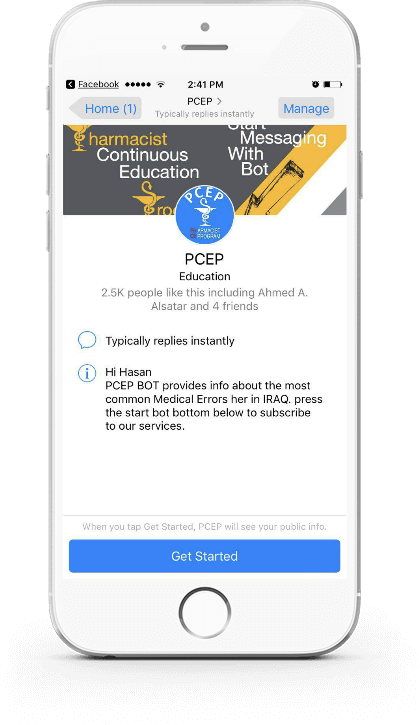 Facebook 2:41 PM
Home (1) PCEP > Manage
Typically replies instantly
harmacist
Continuous
Education
Start
Messaging
With
Bot
PCEP
PHARMACIST
PROGRAM
PCEP
Education
2.5K people like this including Ahmed A.
Alsatar and 4 friends
Typically replies instantly
Hi Hasan
PCEP BOT provides info about the most
common Medical Errors her in IRAQ. press
the start bot bottom below to subscribe
to our services.
When you tap Get Started, PCEP will see your public info.
Get Started